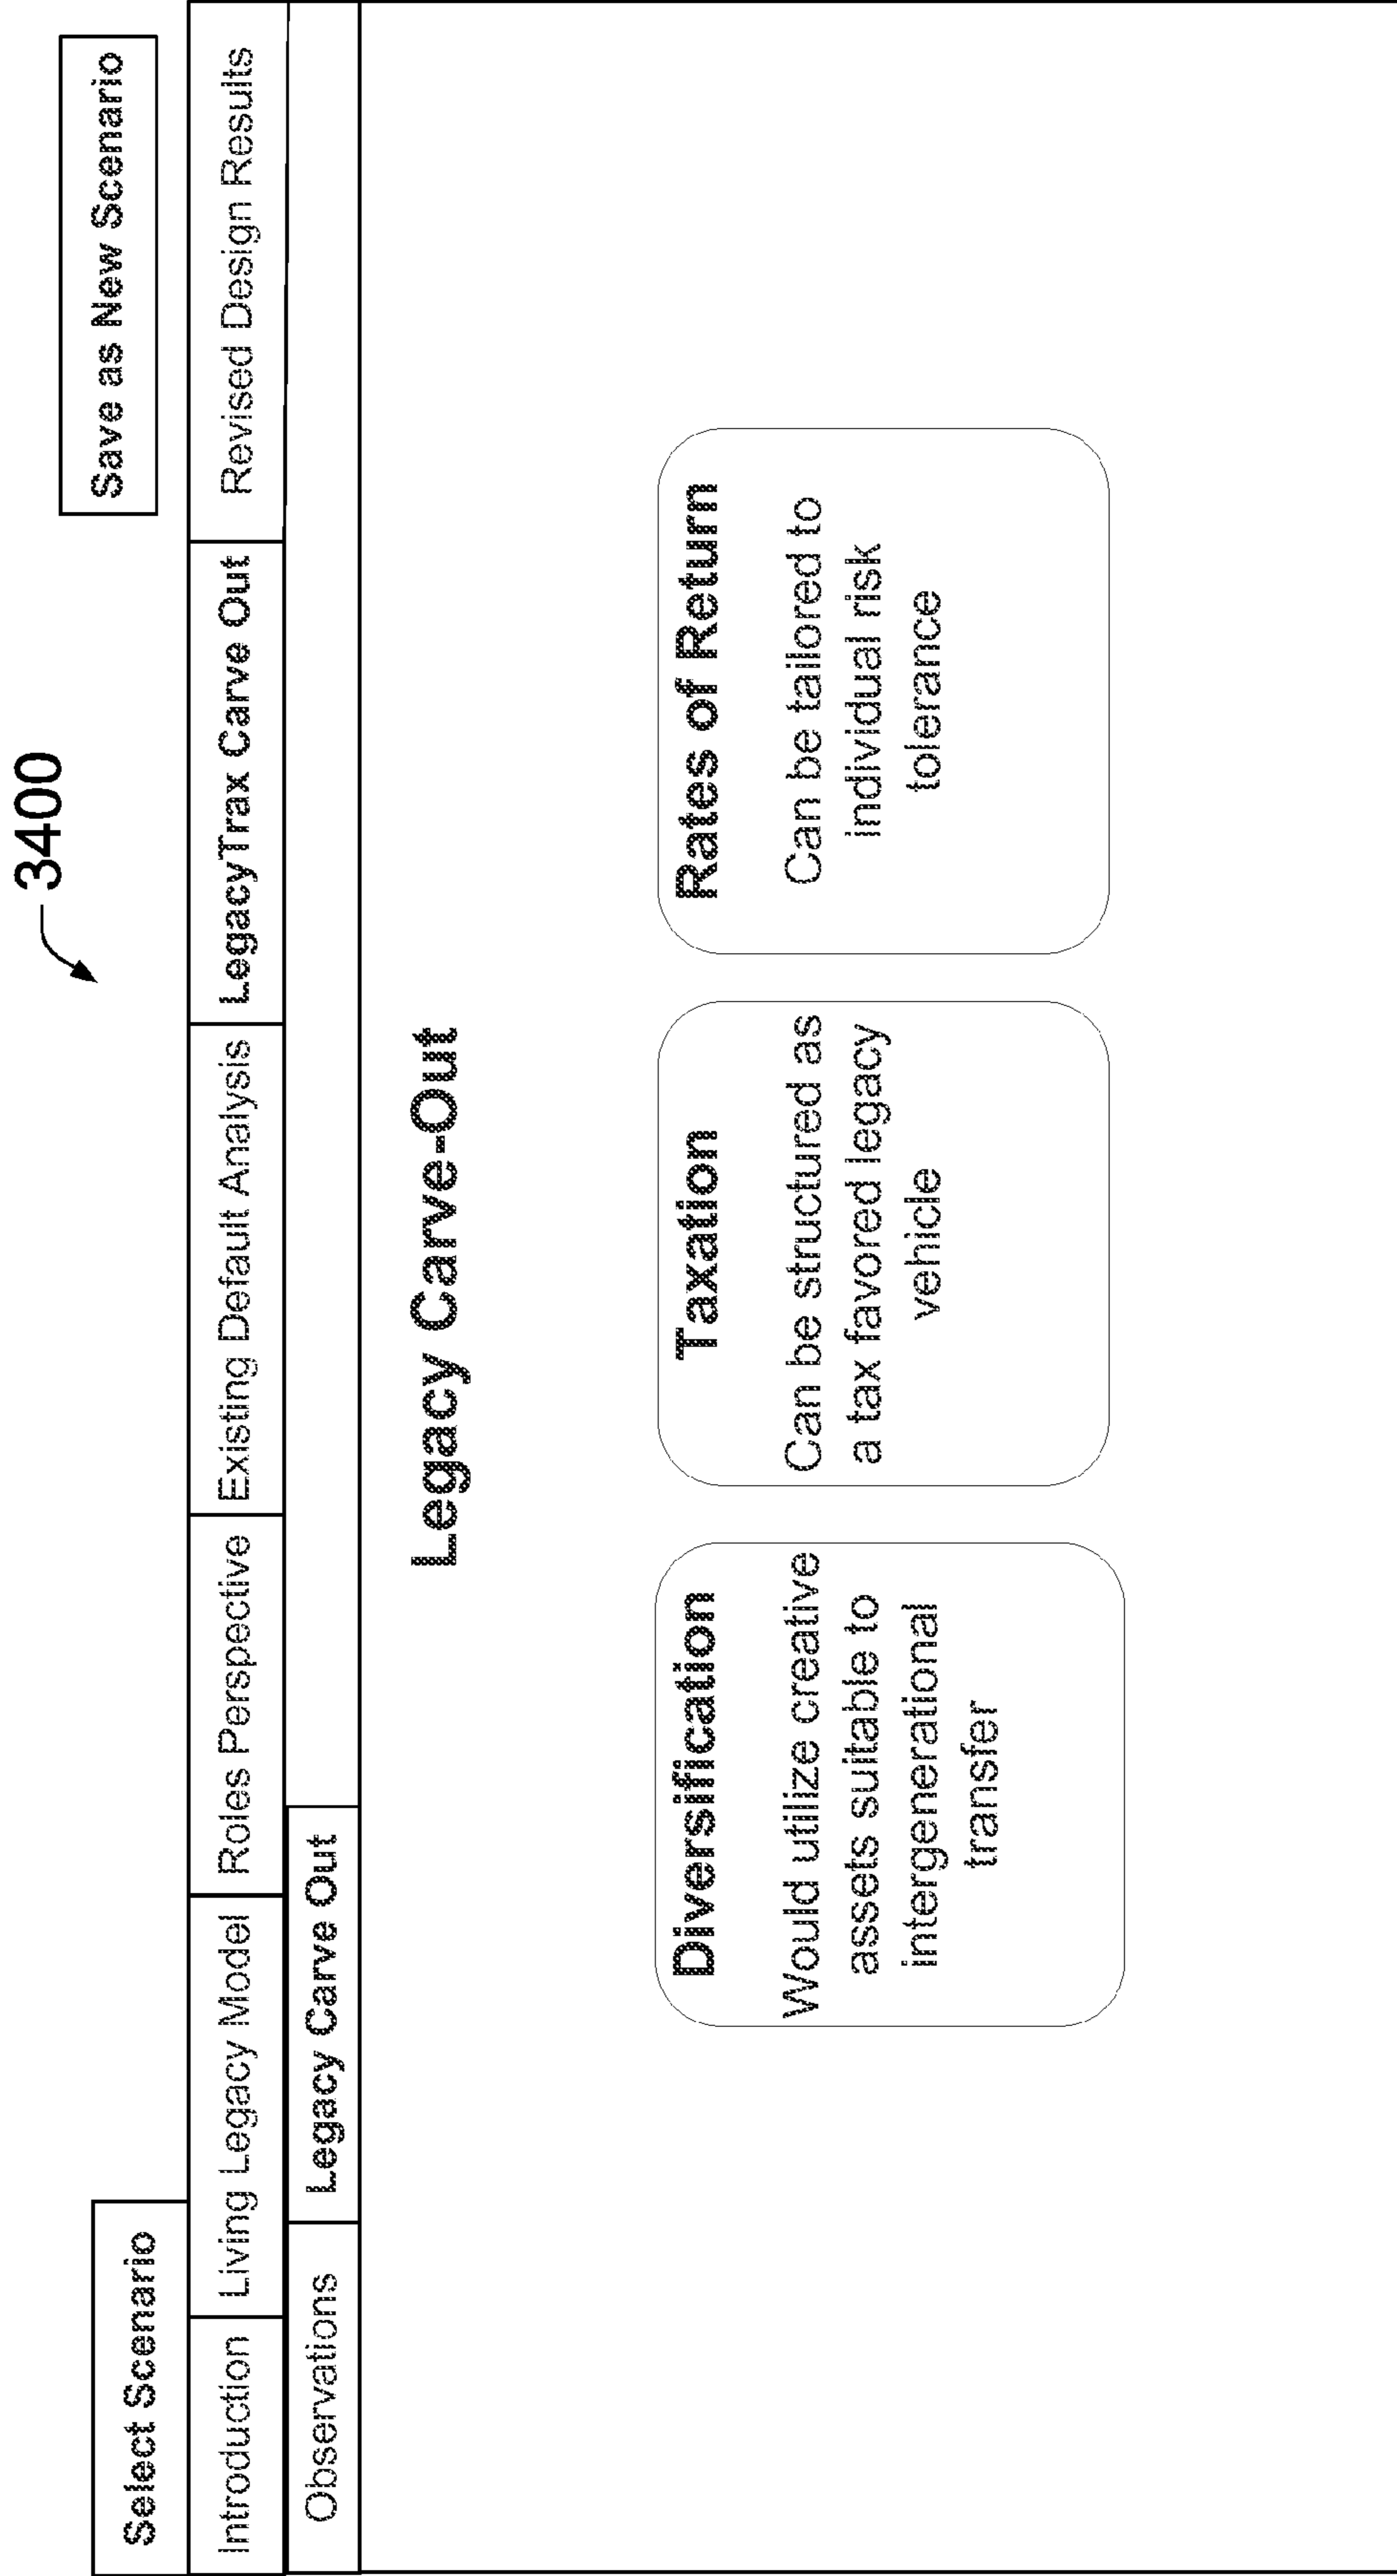 3400
Select Scenario
Save as New Scenario
Introduction
Living Legacy Model
Roles Perspective
Existing Default Analysis
LegacyTrax Carve Out
Revised Design Results
Observations
Legacy Carve Out
Legacy Carve-Out
Diversification
Would utilize creative
assets suitable to
intergenerational
transfer
Taxation
Can be structured as
a tax favored legacy
vehicle
Rates of Return
Can be tailored to
individual risk
tolerance